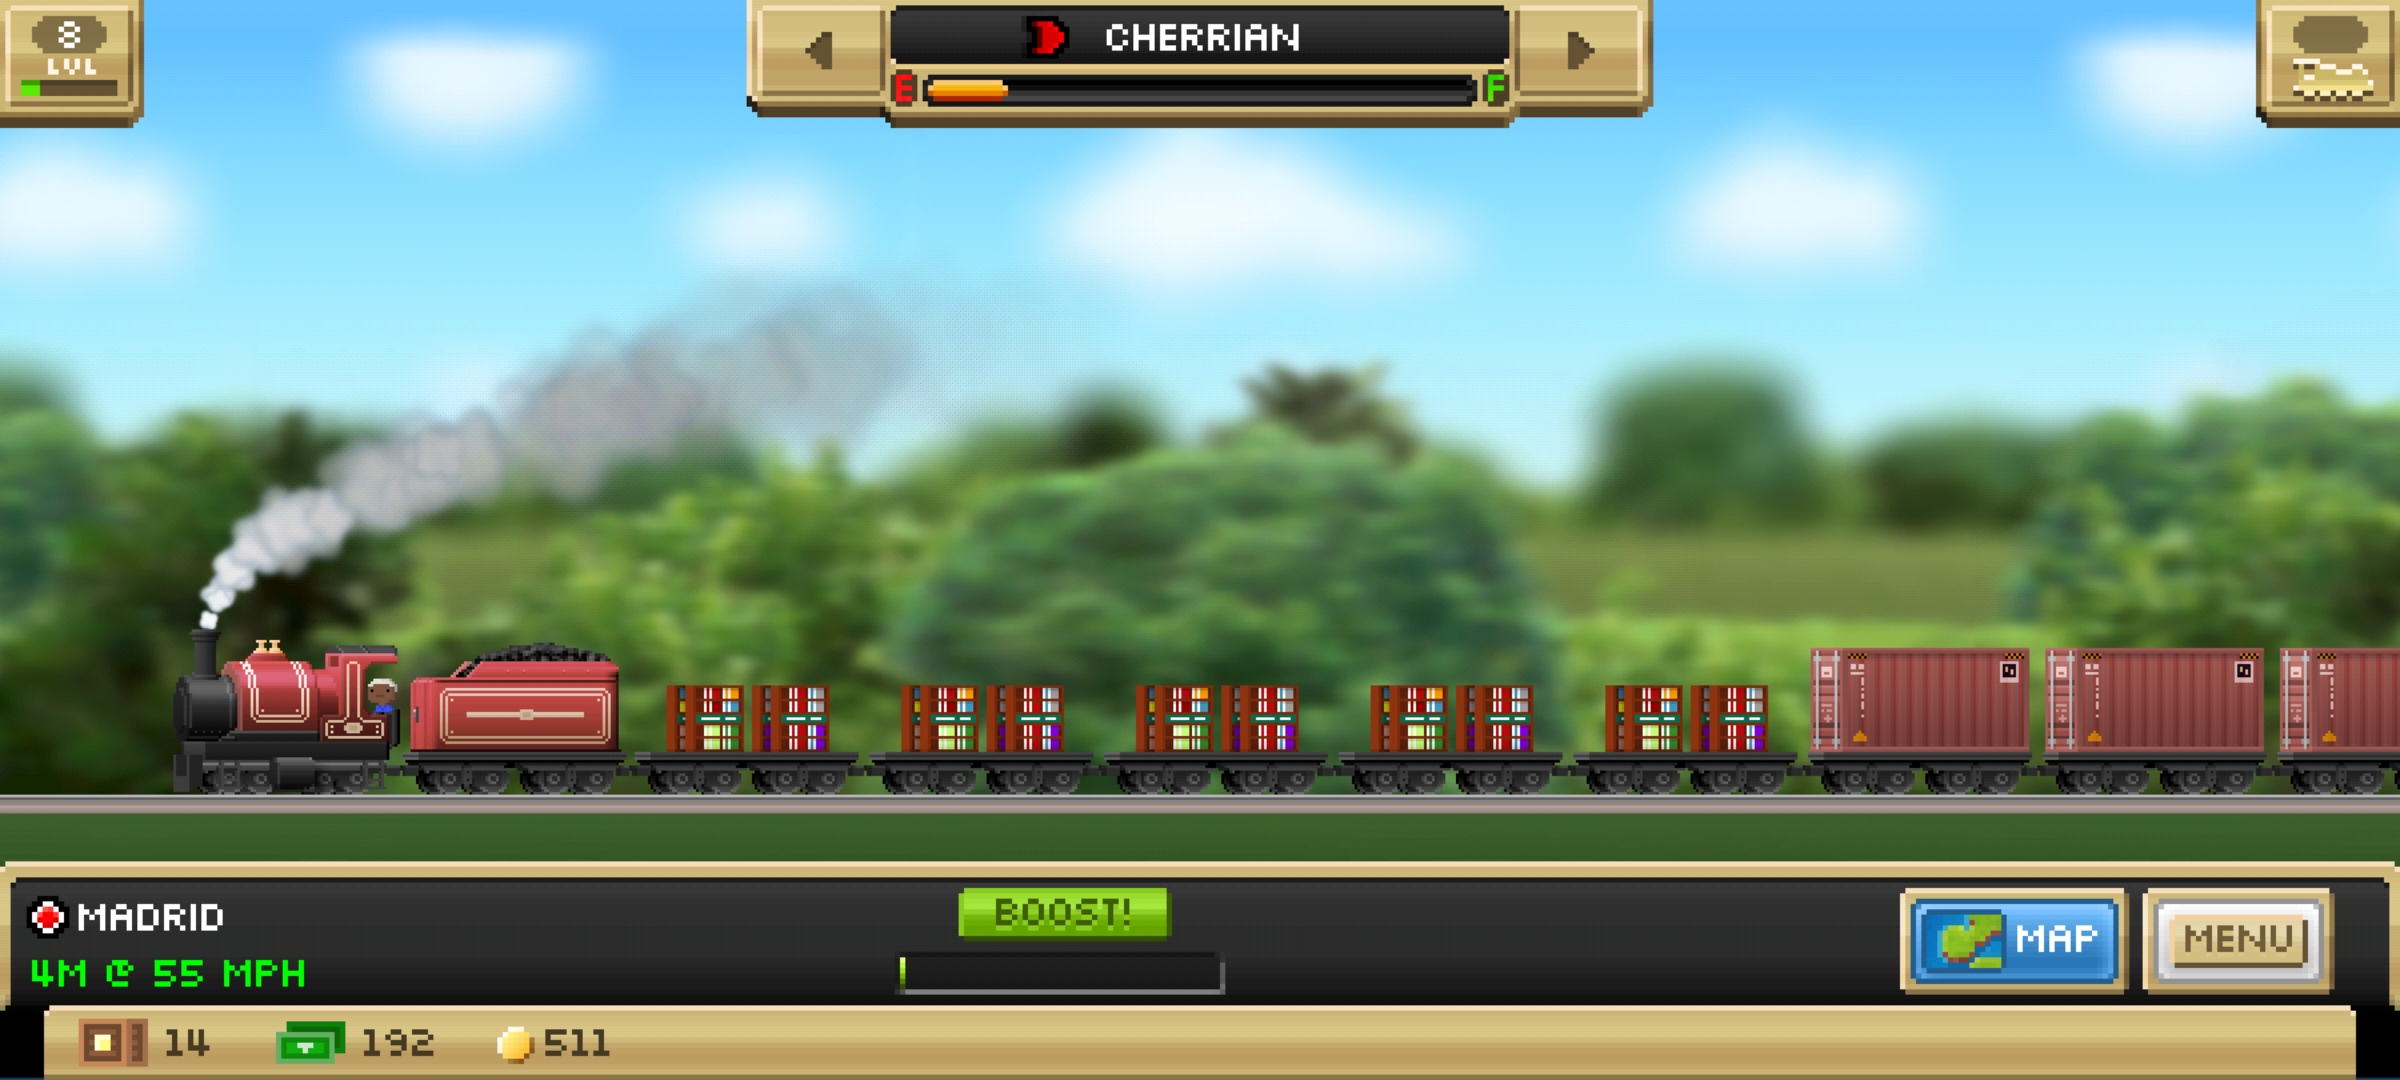 8
LVL
CHERRIAN
E F
MADRID
4M @ 55 MPH
BOOST!
MAP
MENU
14 192 511